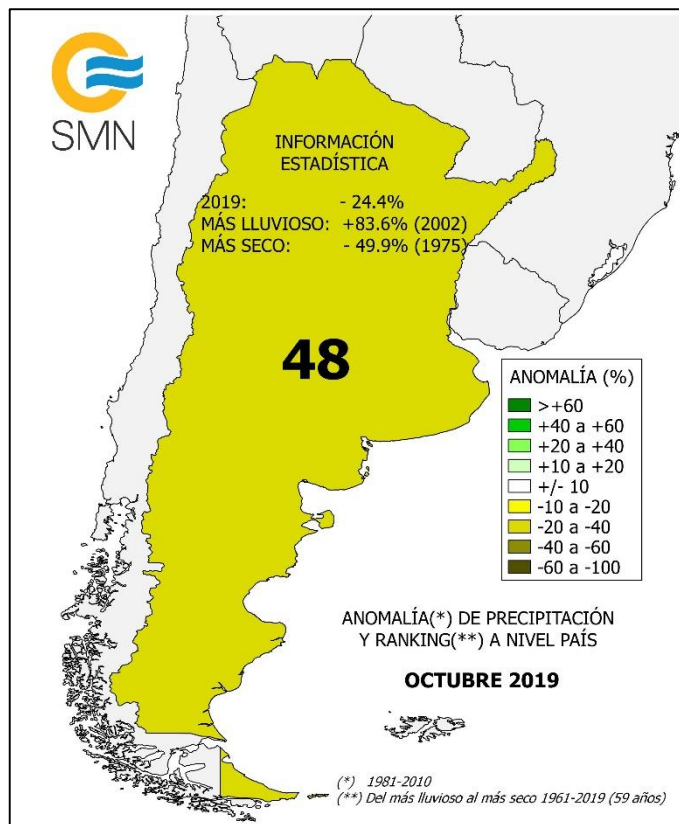 SMN
INFORMACIÓN
ESTADÍSTICA
2019: - 24.4%
MÁS LLUVIOSO: +83.6% (2002)
MÁS SECO: - 49.9% (1975)
48
ANOMALÍA (%)
>+60
+40 a +60
+20 a +40
+10 a +20
+/- 10
-10 a -20
-20 a -40
-40 a -60
-60 a -100
ANOMALÍA(*) DE PRECIPITACIÓN
Y RANKING(**) A NIVEL PAÍS
OCTUBRE 2019
(*) 1981-2010
(**) Del más lluvioso al más seco 1961-2019 (59 años)